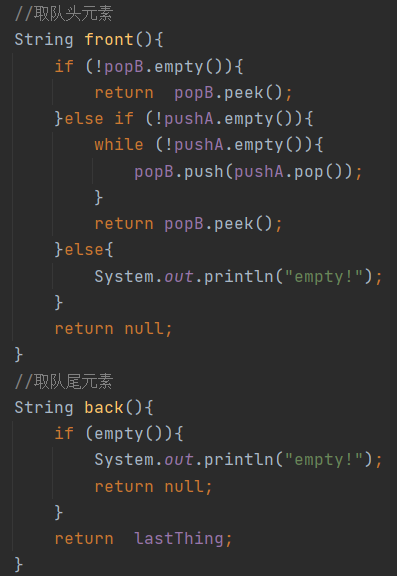 //取队头元素
String front(){
    if (!popB.empty()){
        return  popB.peek();
    }else if (!pushA.empty()){
        while (!pushA.empty()){
            popB.push(pushA.pop());
        }
        return popB.peek();
    }else{
        System.out.println("empty!");
    }
    return null;
}
//取队尾元素
String back(){
    if (empty()){
        System.out.println("empty!");
        return null;
    }
    return  lastThing;
}